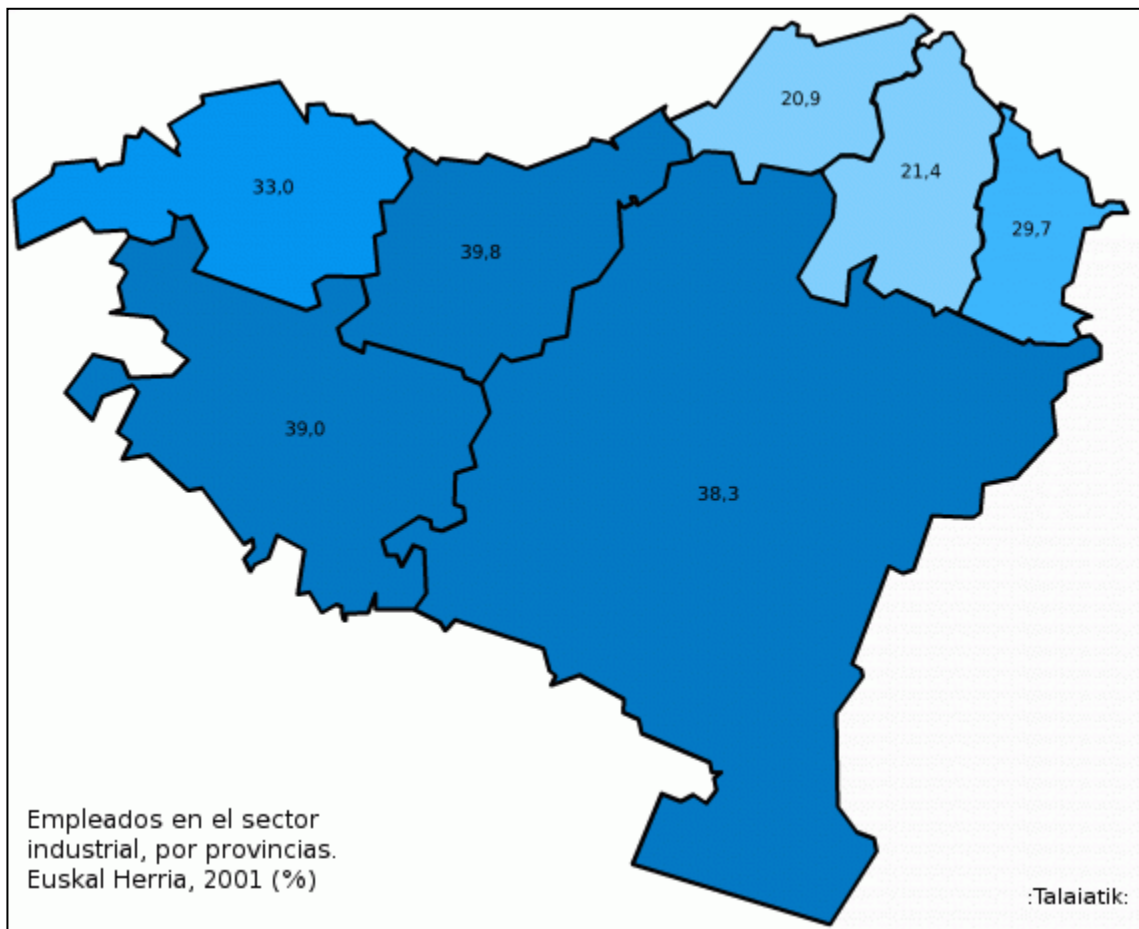 20,9
21,4
33,0
29,7
39,8
39,0
38,3
Empleados en el sector
industrial, por provincias.
Euskal Herria, 2001 (%)
:Talaiatik: